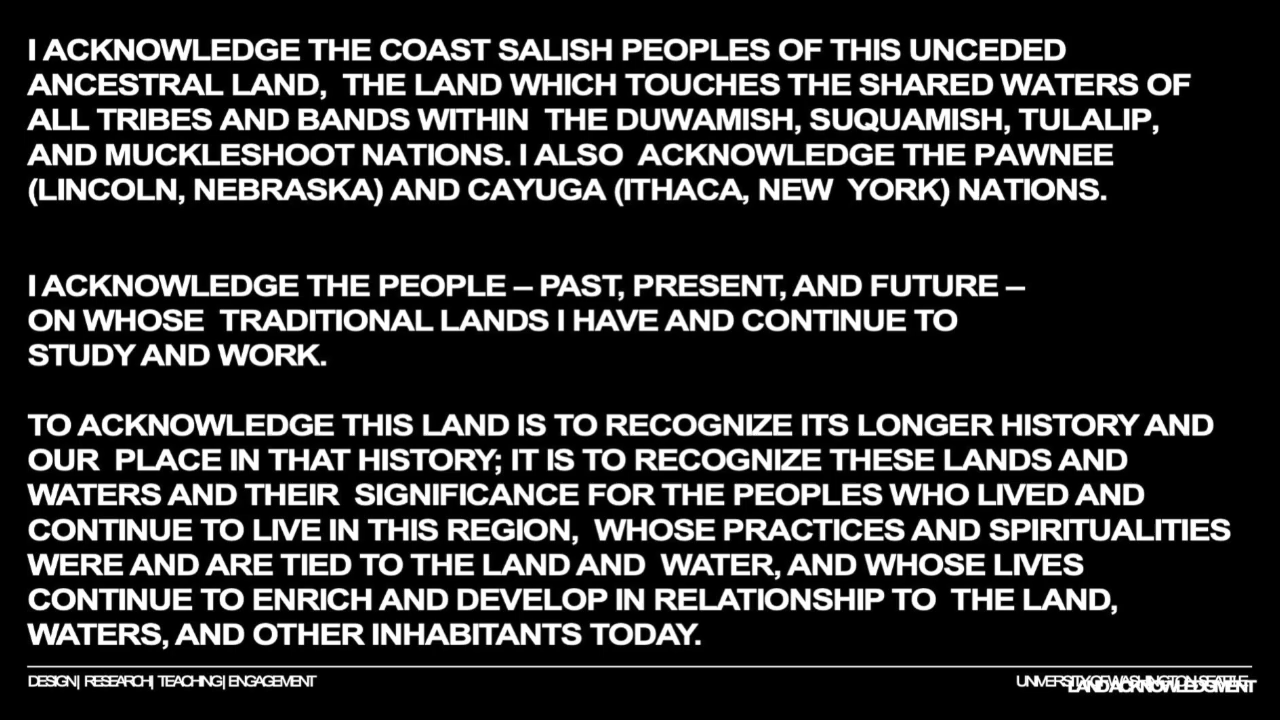 I ACKNOWLEDGE THE COAST SALISH PEOPLES OF THIS UNCEDED
ANCESTRAL LAND, THE LAND WHICH TOUCHES THE SHARED WATERS OF
ALL TRIBES AND BANDS WITHIN THE DUWAMISH, SUQUAMISH, TULALIP,
AND MUCKLESHOOT NATIONS. I ALSO ACKNOWLEDGE THE PAWNEE
(LINCOLN, NEBRASKA) AND CAYUGA (ITHACA, NEW YORK) NATIONS.
I ACKNOWLEDGE THE PEOPLE – PAST, PRESENT, AND FUTURE –
ON WHOSE TRADITIONAL LANDS I HAVE AND CONTINUE TO
STUDY AND WORK.
TO ACKNOWLEDGE THIS LAND IS TO RECOGNIZE ITS LONGER HISTORY AND
OUR PLACE IN THAT HISTORY; IT IS TO RECOGNIZE THESE LANDS AND
WATERS AND THEIR SIGNIFICANCE FOR THE PEOPLES WHO LIVED AND
CONTINUE TO LIVE IN THIS REGION, WHOSE PRACTICES AND SPIRITUALITIES
WERE AND ARE TIED TO THE LAND AND WATER, AND WHOSE LIVES
CONTINUE TO ENRICH AND DEVELOP IN RELATIONSHIP TO THE LAND,
WATERS, AND OTHER INHABITANTS TODAY.
DESIGN | RESEARCH | TEACHING | ENGAGEMENT
UNIVERSITY OF WASHINGTON SEATTLE
LAND ACKNOWLEDGMENT